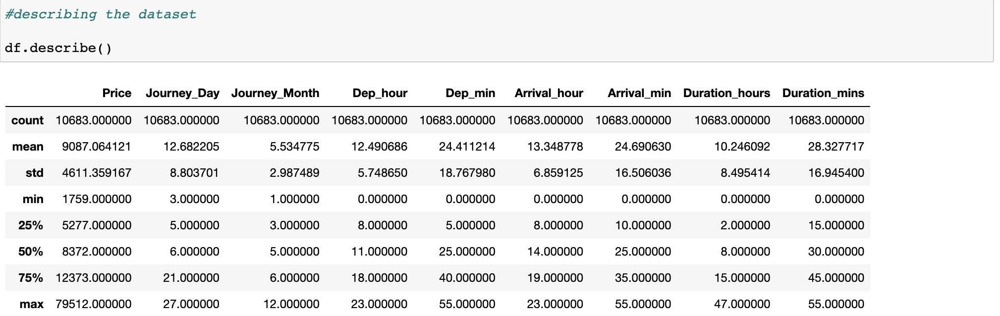 #describing the dataset
df.describe()
Price Journey_Day Journey_Month Dep_hour Dep_min Arrival_hour Arrival_min Duration_hours Duration_mins
count 10683.000000 10683.000000 10683.000000 10683.000000 10683.000000 10683.000000 10683.000000 10683.000000 10683.000000
mean 9087.064121 12.682205 5.534775 12.490686 24.411214 13.348778 24.690630 10.246092 28.327717
std 4611.359167 8.803701 2.987489 5.748650 18.767980 6.859125 16.506036 8.495414 16.945400
min 1759.000000 3.000000 1.000000 0.000000 0.000000 0.000000 0.000000 0.000000 0.000000
25% 5277.000000 5.000000 3.000000 8.000000 5.000000 8.000000 10.000000 2.000000 15.000000
50% 8372.000000 6.000000 5.000000 11.000000 25.000000 14.000000 25.000000 8.000000 30.000000
75% 12373.000000 21.000000 6.000000 18.000000 40.000000 19.000000 35.000000 15.000000 45.000000
max 79512.000000 27.000000 12.000000 23.000000 55.000000 23.000000 55.000000 47.000000 55.000000